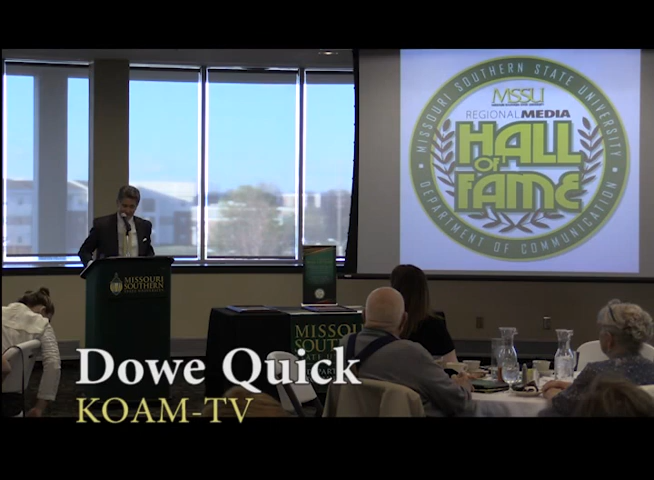 MISSOURI SOUTHERN STATE UNIVERSITY
MSSU
REGIONAL MEDIA
HALL
OF
FAME
DEPARTMENT OF COMMUNICATION
MISSOURI
SOUTHERN
MISSOURI
SOUTH
Dowe Quick
KOAM-TV